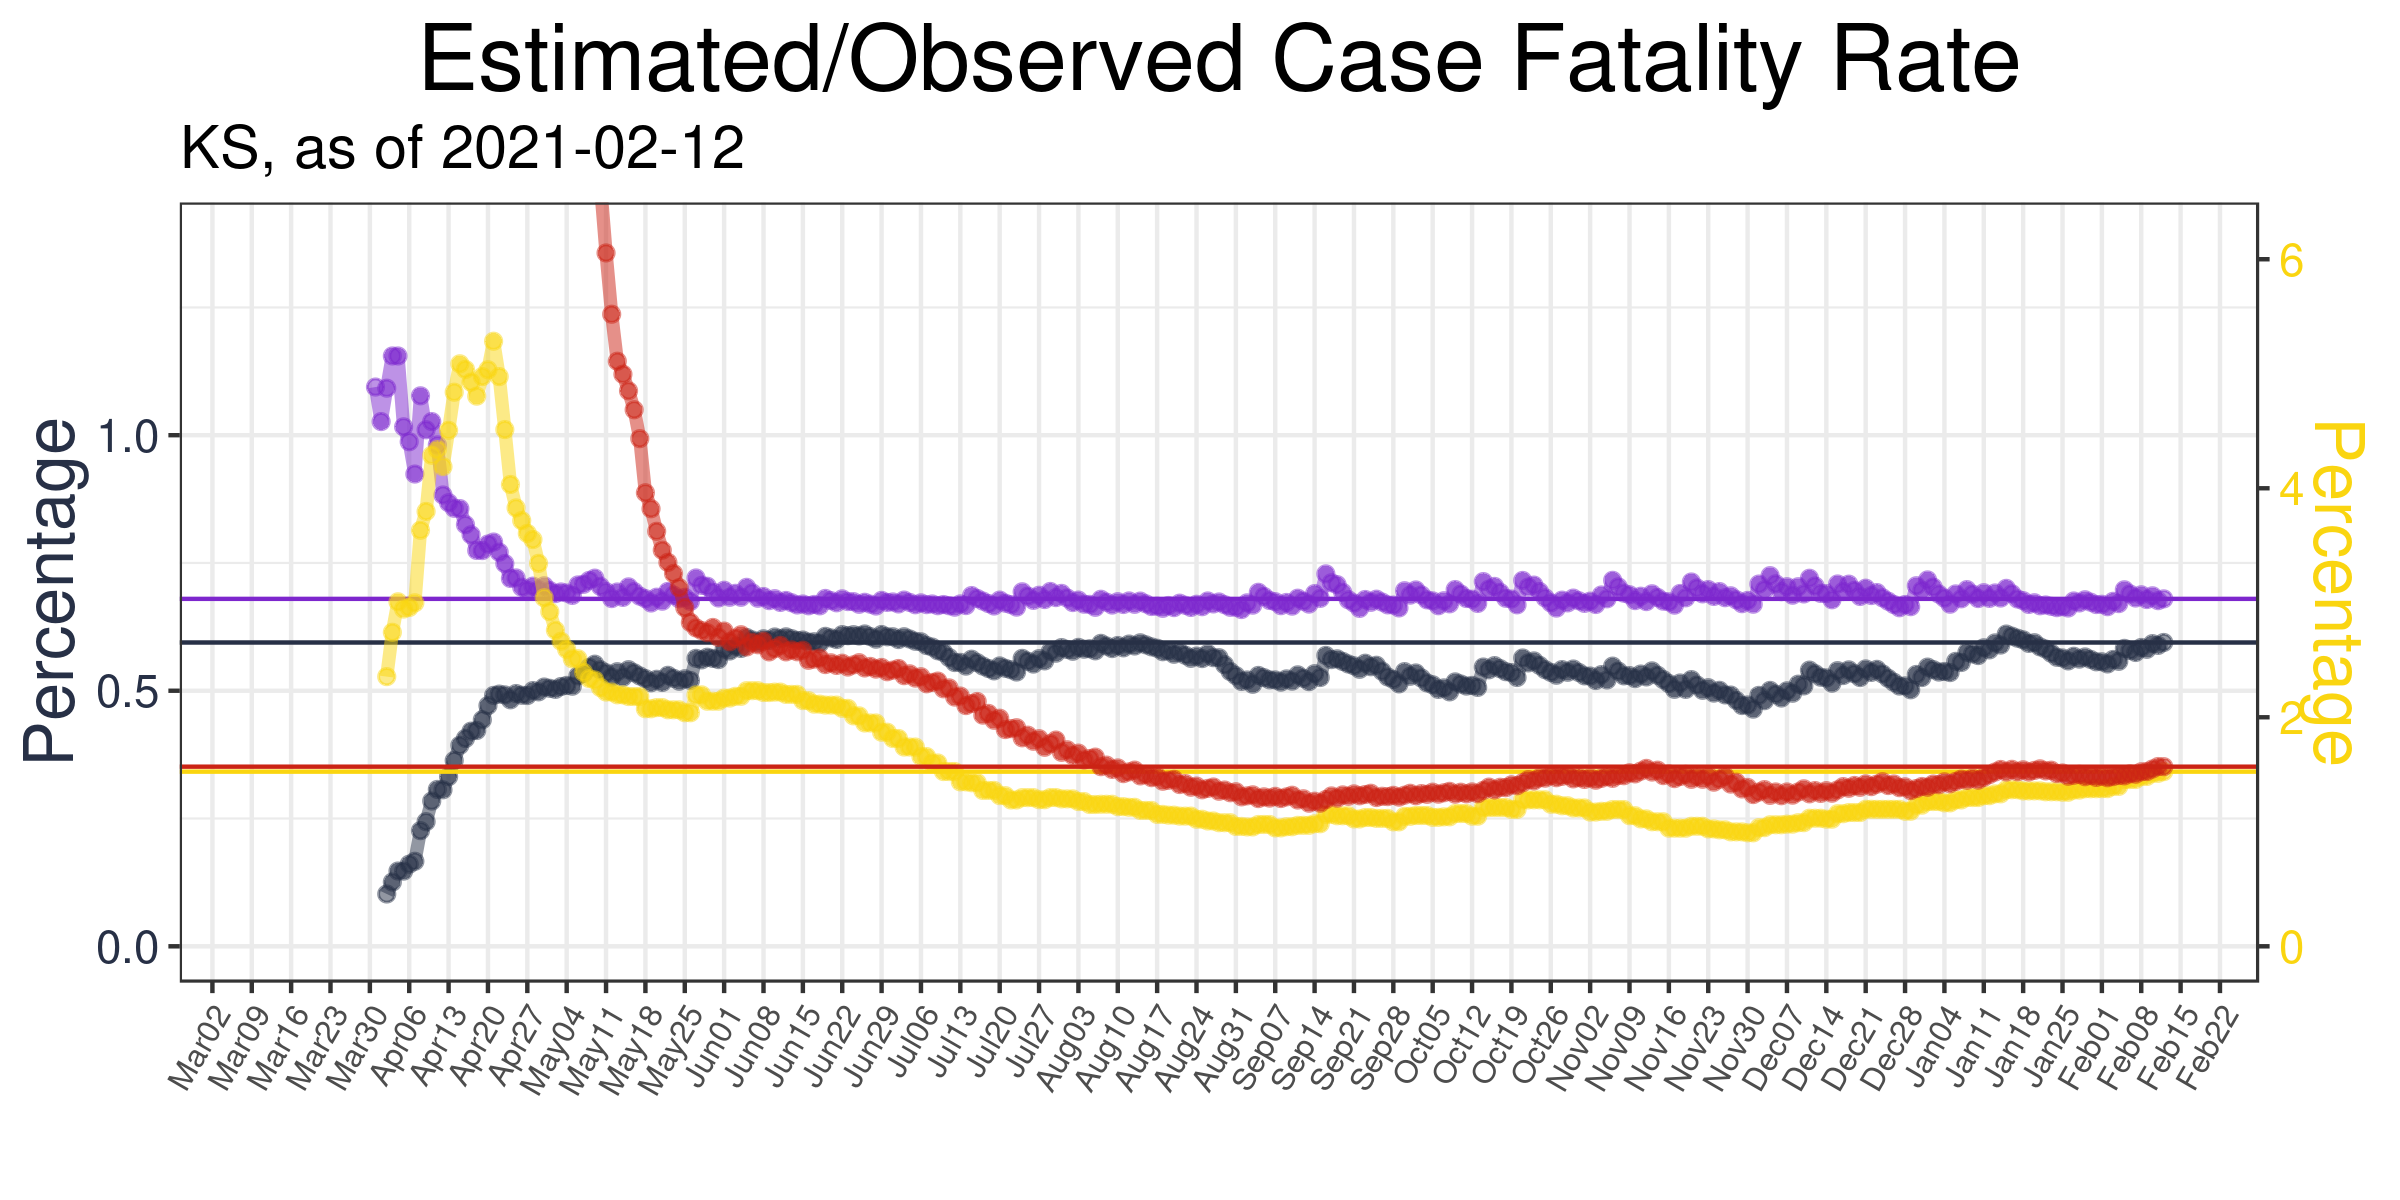 Estimated/Observed Case Fatality Rate
KS, as of 2021-02-12
Percentage
1.0
0.5
0.0
6
4
2
0
Percentage
Mar02
Mar09
Mar16
Mar23
Mar30
Apr06
Apr13
Apr20
Apr27
May04
May11
May18
May25
Jun01
Jun08
Jun15
Jun22
Jun29
Jul06
Jul13
Jul20
Jul27
Aug03
Aug10
Aug17
Aug24
Aug31
Sep07
Sep14
Sep21
Sep28
Oct05
Oct12
Oct19
Oct26
Nov02
Nov09
Nov16
Nov23
Nov30
Dec07
Dec14
Dec21
Dec28
Jan04
Jan11
Jan18
Jan25
Feb01
Feb08
Feb15
Feb22